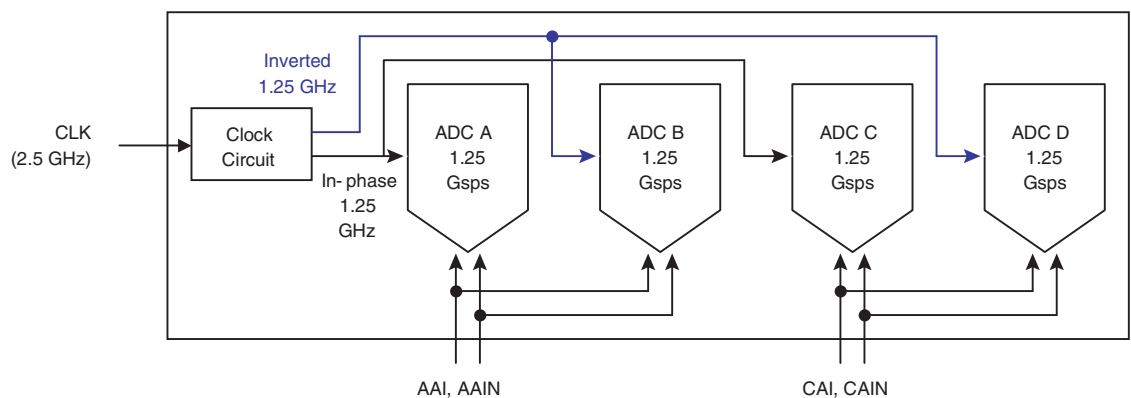 Inverted
1.25 GHz
CLK
(2.5 GHz)
Clock
Circuit
In- phase
1.25
GHz
ADC A
1.25
Gsps
ADC B
1.25
Gsps
ADC C
1.25
Gsps
ADC D
1.25
Gsps
AAI, AAIN
CAI, CAIN